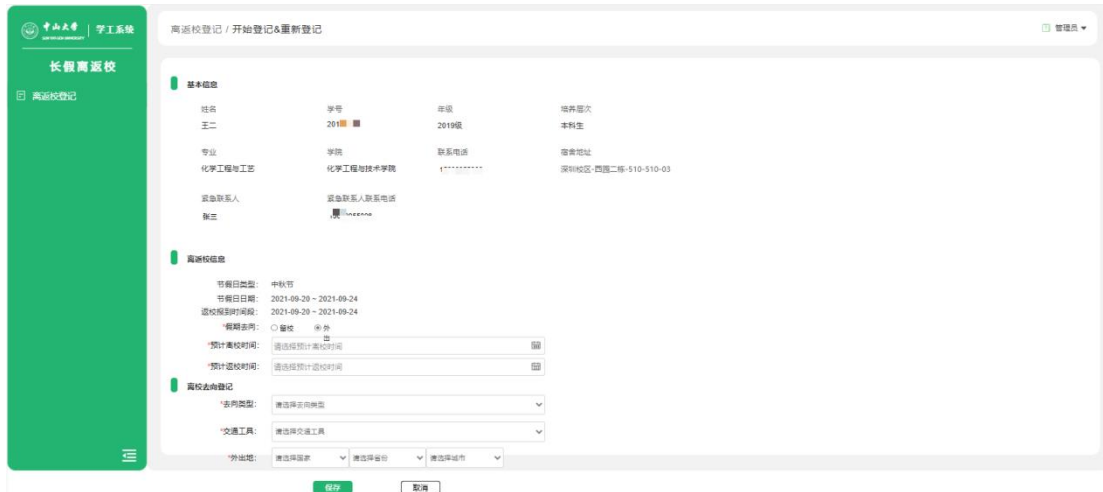 中山大学 | 学工系统
长假离返校
离返校登记
离返校登记 / 开始登记&重新登记
管理员
基本信息
姓名 学号 年级 培养层次
王二 201 2019级 本科生
专业 学院 联系电话 宿舍地址
化学工程与工艺 化学工程与技术学院 深圳校区-西园二栋-510-510-03
紧急联系人 紧急联系人联系电话
张三
离返校信息
节假日类型: 中秋节
节假日日期: 2021-09-20 ~ 2021-09-24
返校报到时间段: 2021-09-20 ~ 2021-09-24
*假期去向: 留校 外出
*预计离校时间: 请选择预计离校时间
*预计返校时间: 请选择预计返校时间
离校去向登记
*去向类型: 请选择去向类型
*交通工具: 请选择交通工具
*外出地: 请选择国家 请选择省份 请选择城市
保存 取消